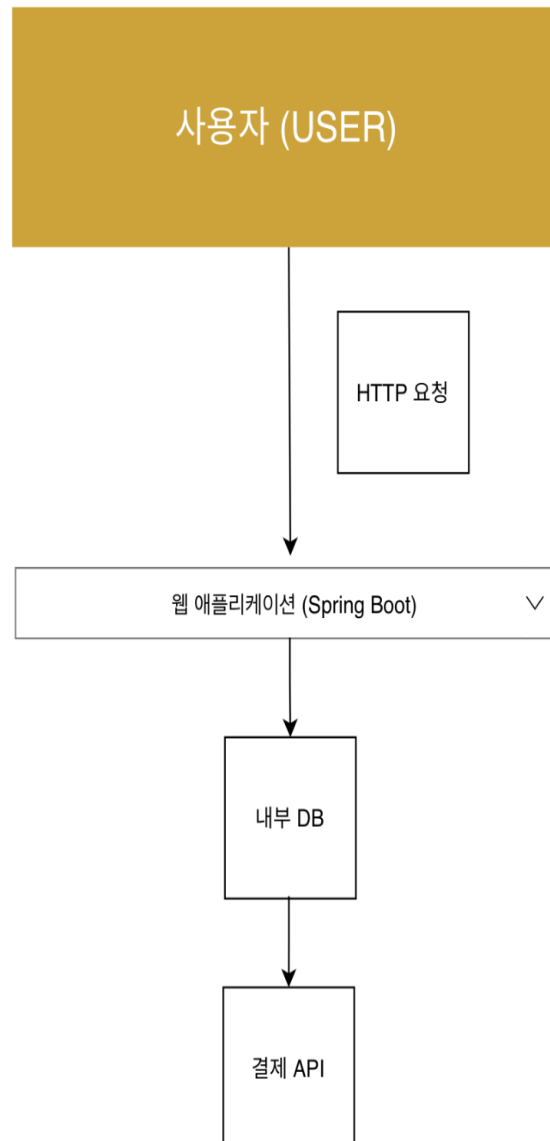 사용자 (USER)
HTTP 요청
웹 애플리케이션 (Spring Boot)
내부 DB
결제 API